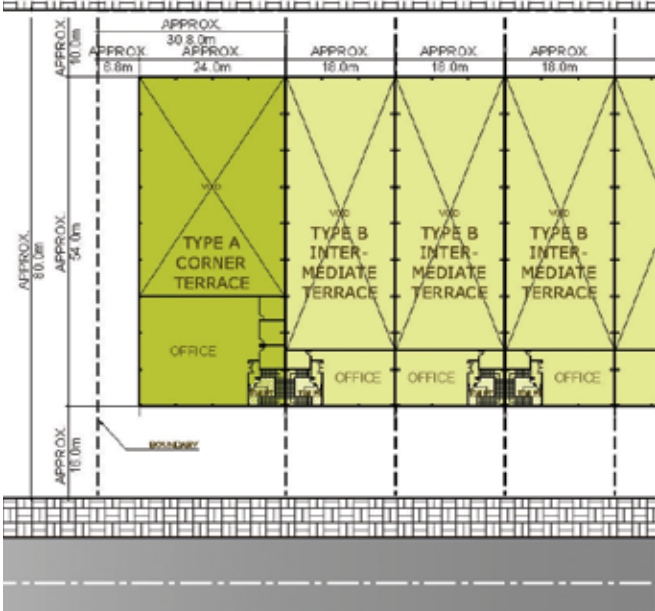 APPROX.
30.8.0m
APPROX.
6.8m
APPROX.
24.0m
APPROX.
18.0m
APPROX.
18.0m
APPROX.
18.0m
APPROX.
10.0m
APPROX.
54.0m
APPROX.
80.0m
APPROX.
16.0m
VOID
TYPE A
CORNER
TERRACE
OFFICE
VOID
TYPE B
INTER-
MEDIATE
TERRACE
OFFICE
VOID
TYPE B
INTER-
MEDIATE
TERRACE
OFFICE
VOID
TYPE B
INTER-
MEDIATE
TERRACE
OFFICE
BOUNDARY